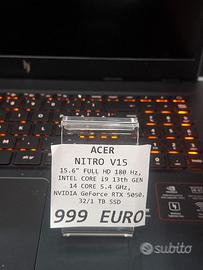 ACER
NITRO V15
15.6" FULL HD 180 Hz,
INTEL CORE i9 13th GEN
14 CORE 5.4 GHz,
NVIDIA GeForce RTX 5050,
32/1 TB SSD
999 EURO
subito